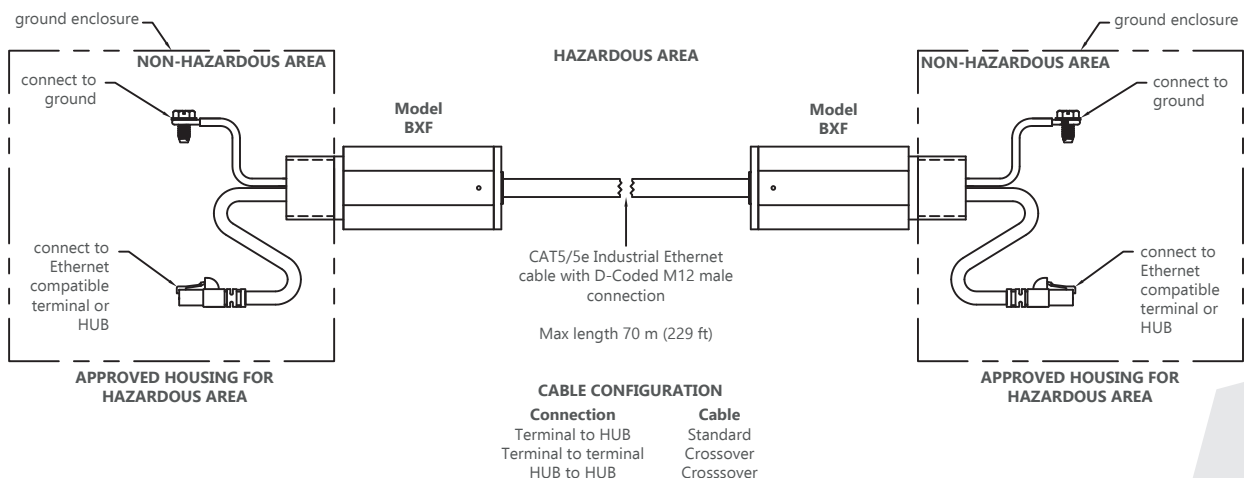 ground enclosure
ground enclosure
NON-HAZARDOUS AREA
HAZARDOUS AREA
NON-HAZARDOUS AREA
connect to
ground
connect to
ground
Model
BXF
Model
BXF
connect to
Ethernet
compatible
terminal or
HUB
CAT5/5e Industrial Ethernet
cable with D-Coded M12 male
connection
Max length 70 m (229 ft)
connect to
Ethernet
compatible
terminal or
HUB
APPROVED HOUSING FOR
HAZARDOUS AREA
APPROVED HOUSING FOR
HAZARDOUS AREA
CABLE CONFIGURATION
Connection Cable
Terminal to HUB Standard
Terminal to terminal Crossover
HUB to HUB Crosssover